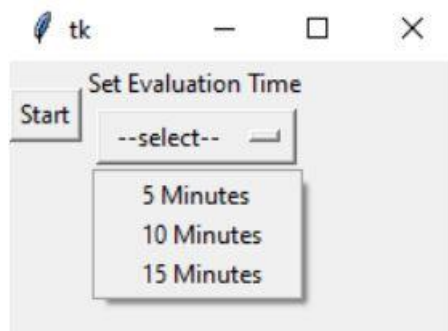 tk
Set Evaluation Time
Start
--select--
5 Minutes
10 Minutes
15 Minutes